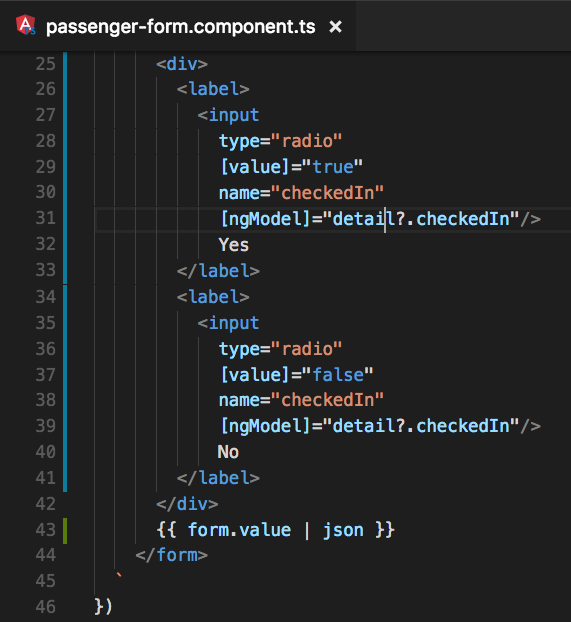 passenger-form.component.ts ×
25 <div>
26 <label>
27 <input
28 type="radio"
29 [value]="true"
30 name="checkedIn"
31 [ngModel]="detail?.checkedIn"/>
32 Yes
33 </label>
34 <label>
35 <input
36 type="radio"
37 [value]="false"
38 name="checkedIn"
39 [ngModel]="detail?.checkedIn"/>
40 No
41 </label>
42 </div>
43 {{ form.value | json }}
44 </form>
45 `
46 })